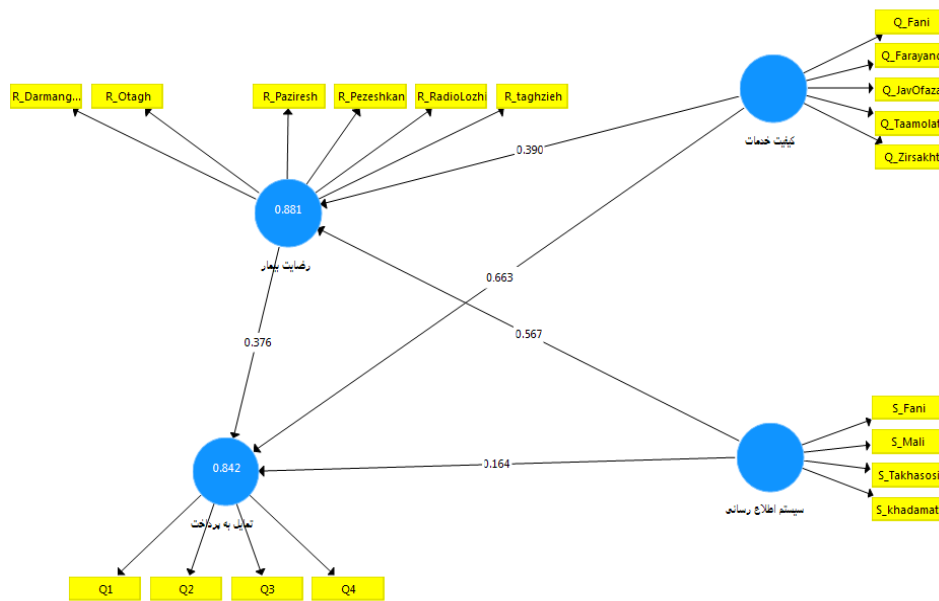 Q_Fani
Q_Farayand
R_Darmang...
R_Otagh
R_Paziresh
R_Pezeshkan
R_RadioLozhi
R_taghzieh
Q_JavOfaza
Q_Taamolat
کیفیت خدمات
Q_Zirsakht
0.390
0.881
رضایت بیمار
0.663
0.567
0.376
S_Fani
S_Mali
0.842
0.164
S_Takhasosi
تمایل به پرداخت
سیستم اطلاع رسانی
S_khadamat
Q1
Q2
Q3
Q4